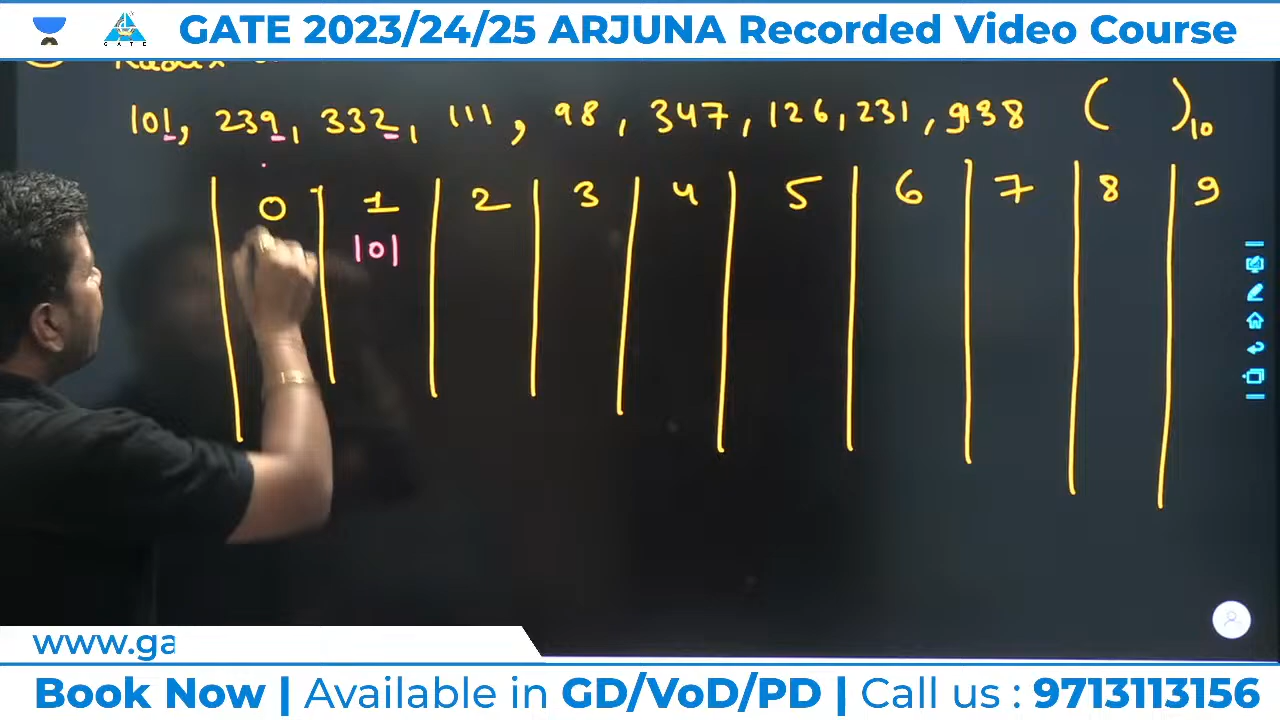 GATE 2023/24/25 ARJUNA Recorded Video Course
GATE
101, 239, 332, 111, 98, 347, 126, 231, 9138 ( )10
0 1 2 3 4 5 6 7 8 9
101
www.ga
Book Now | Available in GD/VoD/PD | Call us : 9713113156